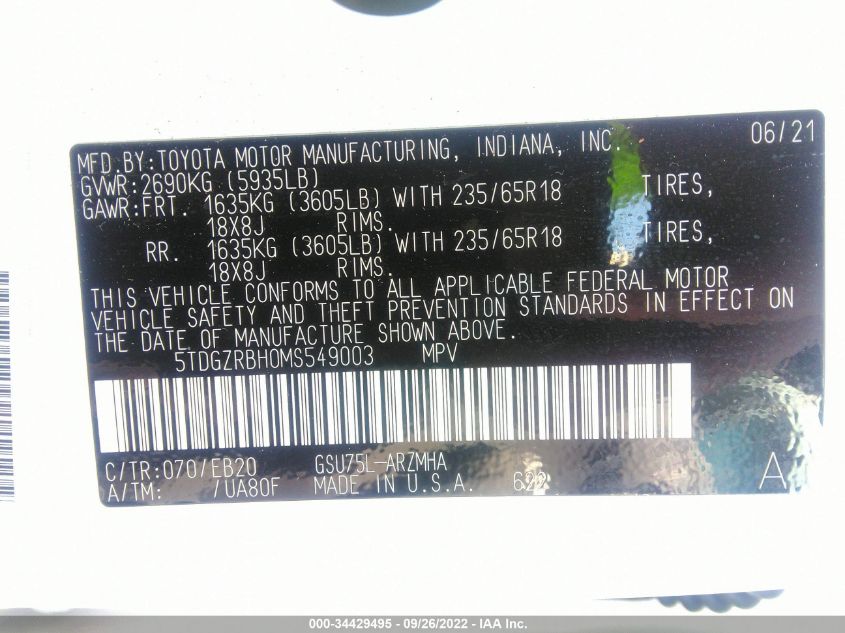 MFD.BY:TOYOTA MOTOR MANUFACTURING, INDIANA, INC. 06/21
GVWR:2690KG (5935LB)
GAWR:FRT. 1635KG (3605LB) WITH 235/65R18 TIRES,
18X8J RIMS.
RR. 1635KG (3605LB) WITH 235/65R18 TIRES,
18X8J RIMS.
THIS VEHICLE CONFORMS TO ALL APPLICABLE FEDERAL MOTOR
VEHICLE SAFETY AND THEFT PREVENTION STANDARDS IN EFFECT ON
THE DATE OF MANUFACTURE SHOWN ABOVE.
5TDGZRBH0MS549003 MPV
C/TR:070/EB20 GSU75L-ARZMHA
A/TM: /UA80F MADE IN U.S.A. 622 A
000-34429495 - 09/26/2022 - IAA Inc.